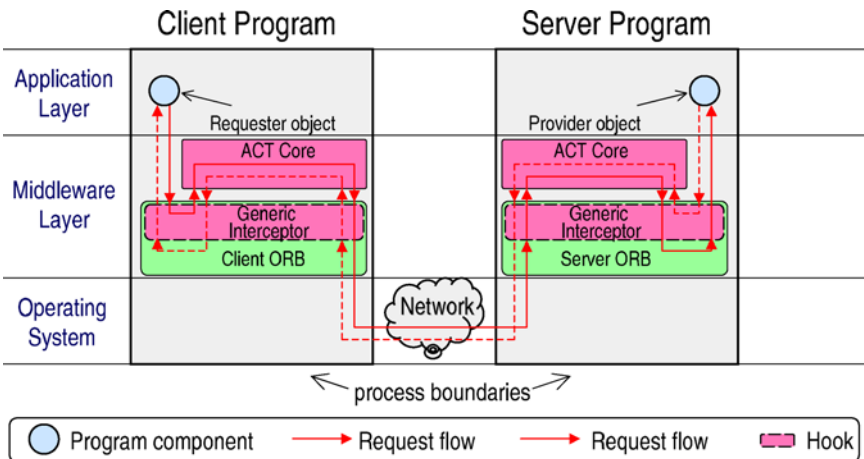 Client Program
Server Program
Application
Layer
Requester object
Provider object
ACT Core
ACT Core
Middleware
Layer
Generic
Interceptor
Generic
Interceptor
Client ORB
Server ORB
Operating
System
Network
process boundaries
Program component
Request flow
Request flow
Hook